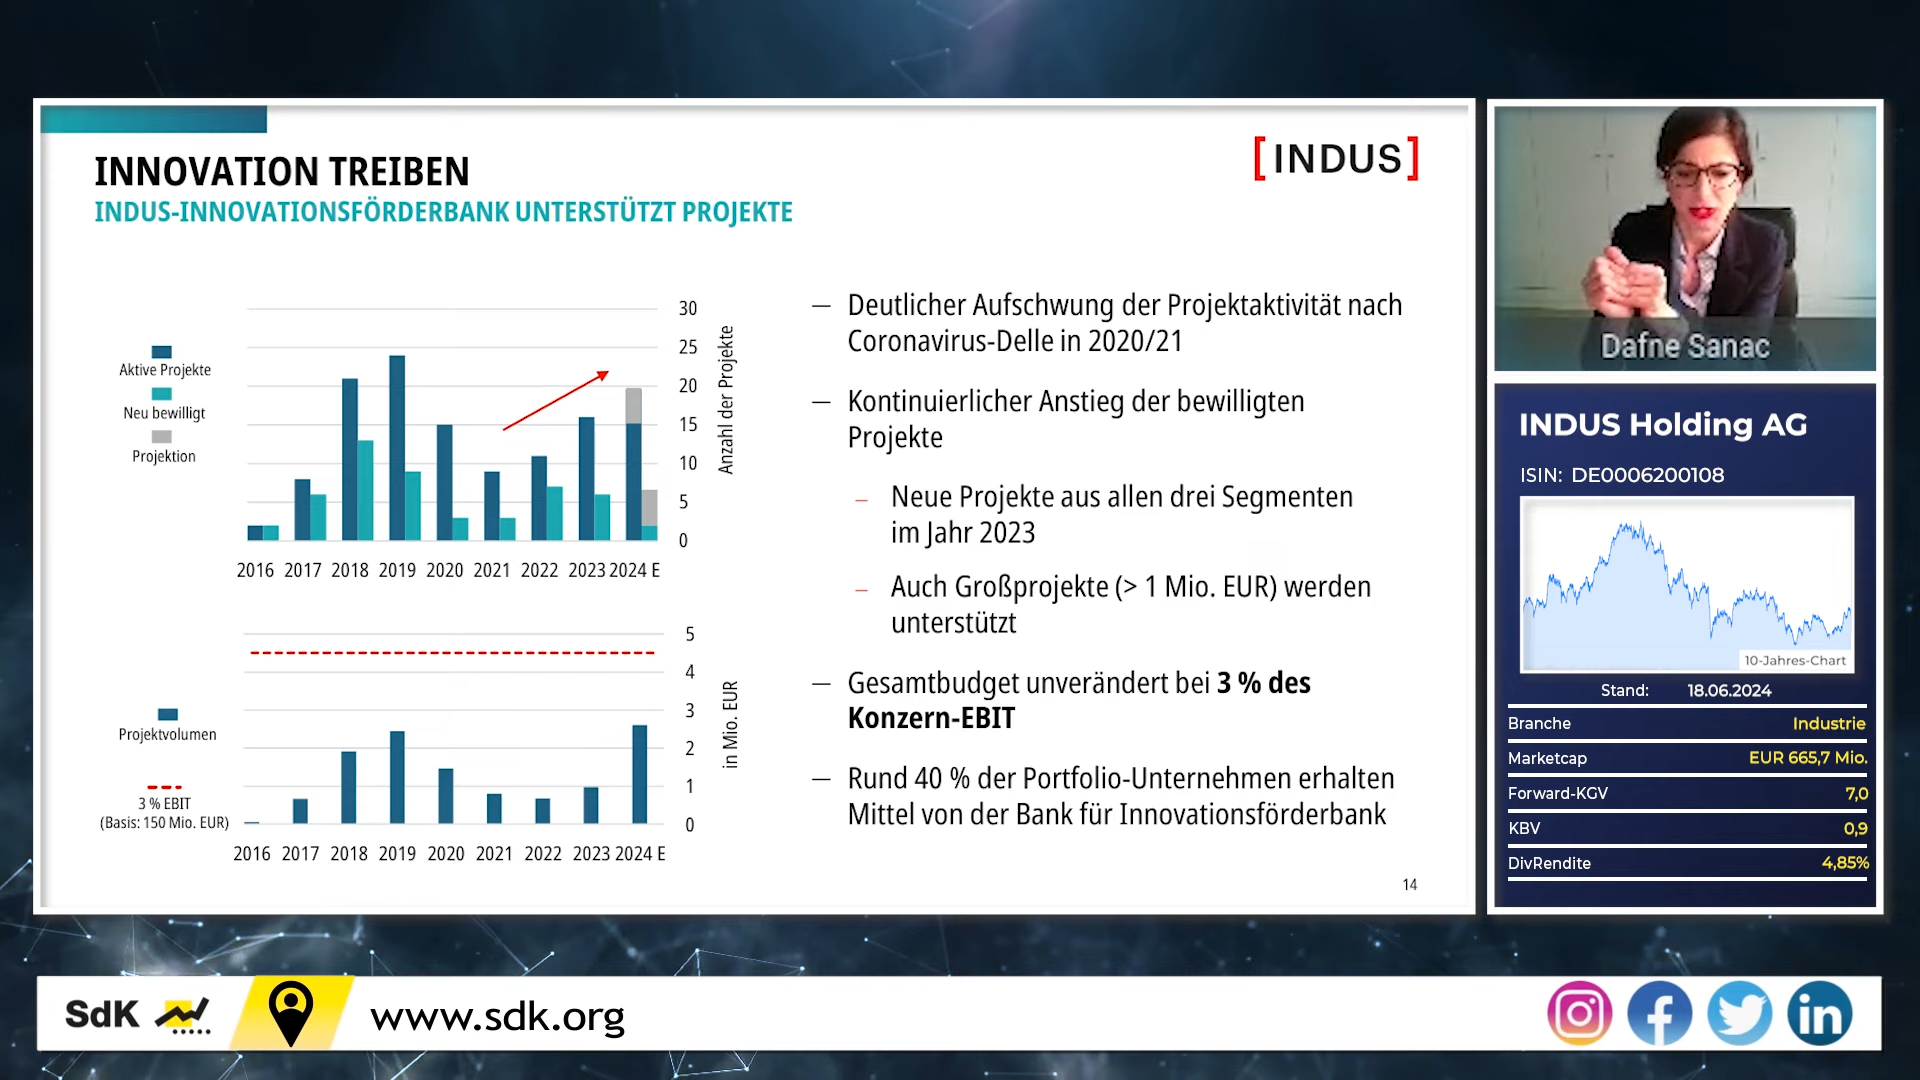 INNOVATION TREIBEN
INDUS-INNOVATIONSFÖRDERBANK UNTERSTÜTZT PROJEKTE
[INDUS]
Aktive Projekte
Neu bewilligt
Projektion
30
25
20
15
10
5
0
Anzahl der Projekte
2016 2017 2018 2019 2020 2021 2022 2023 2024 E
Projektvolumen
3 % EBIT
(Basis: 150 Mio. EUR)
5
4
3
2
1
0
in Mio. EUR
2016 2017 2018 2019 2020 2021 2022 2023 2024 E
— Deutlicher Aufschwung der Projektaktivität nach
Coronavirus-Delle in 2020/21
— Kontinuierlicher Anstieg der bewilligten
Projekte
– Neue Projekte aus allen drei Segmenten
im Jahr 2023
– Auch Großprojekte (> 1 Mio. EUR) werden
unterstützt
— Gesamtbudget unverändert bei 3 % des
Konzern-EBIT
— Rund 40 % der Portfolio-Unternehmen erhalten
Mittel von der Bank für Innovationsförderbank
14
Dafne Sanac
INDUS Holding AG
ISIN: DE0006200108
10-Jahres-Chart
Stand: 18.06.2024
Branche Industrie
Marketcap EUR 665,7 Mio.
Forward-KGV 7,0
KBV 0,9
DivRendite 4,85%
SdK
www.sdk.org